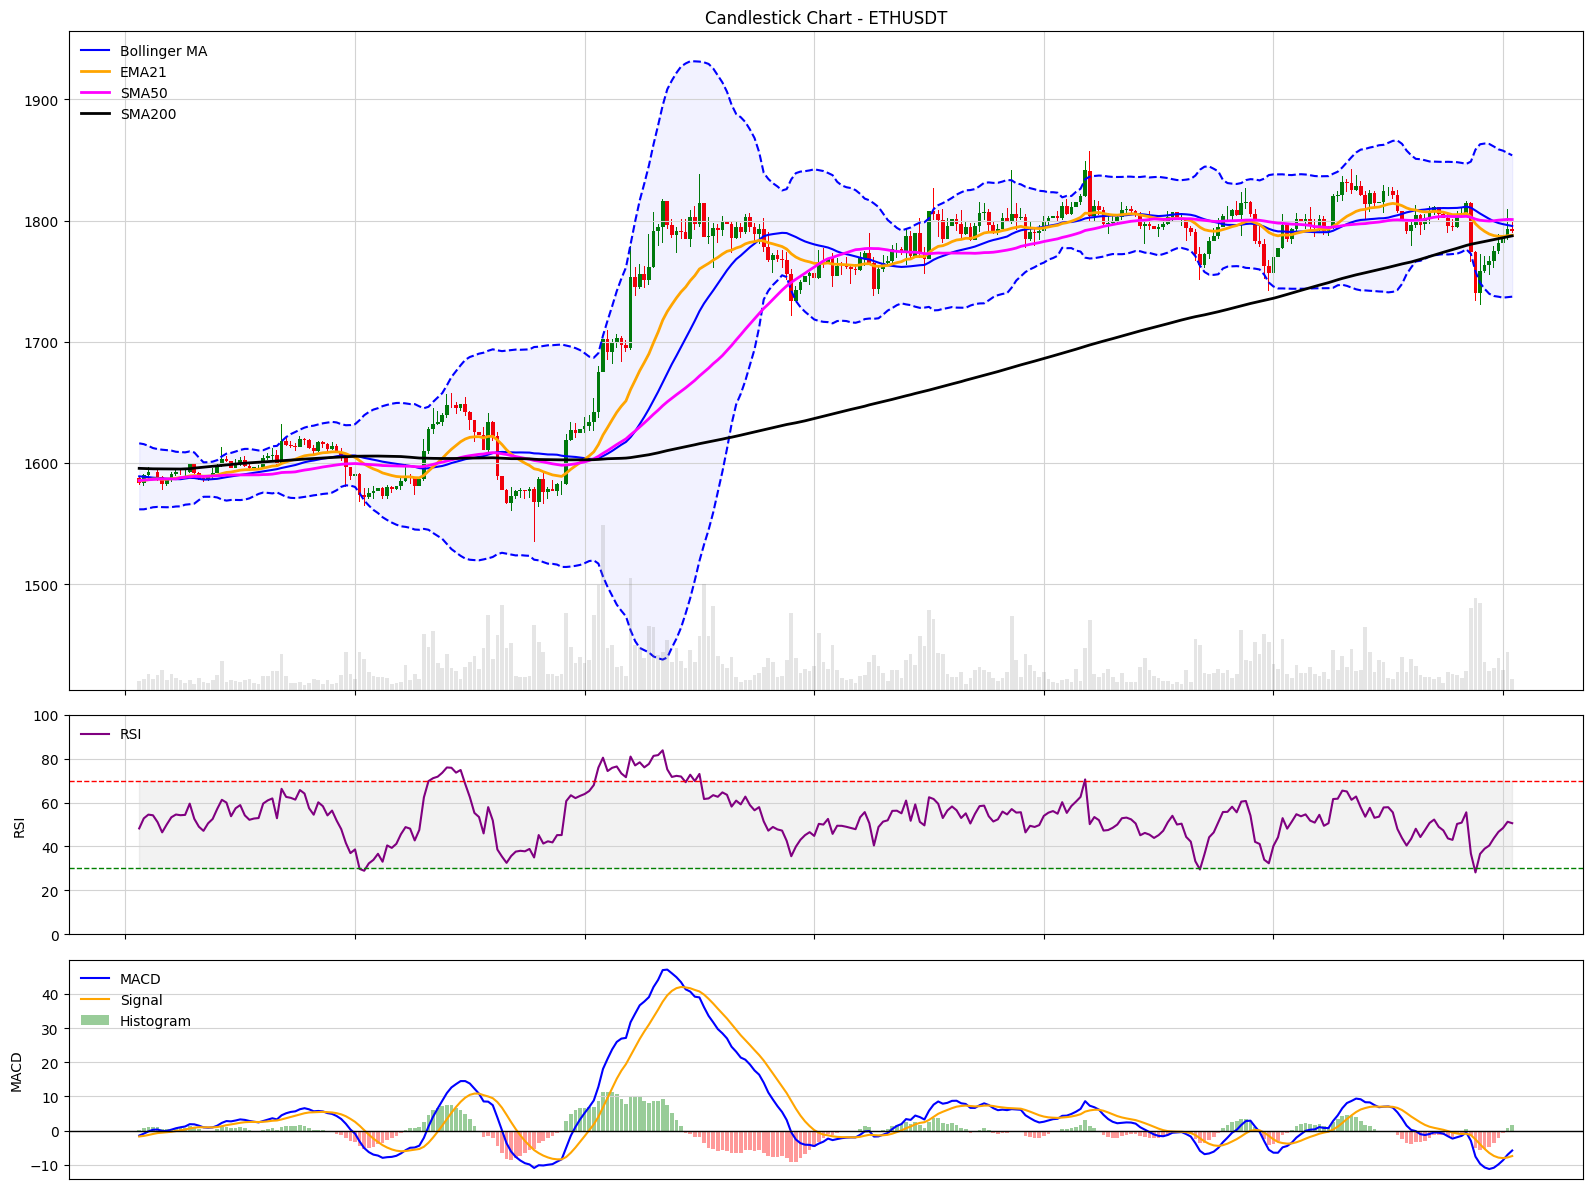 Candlestick Chart - ETHUSDT
Bollinger MA
EMA21
SMA50
SMA200
1900
1800
1700
1600
1500
100
80
60
40
20
0
RSI
RSI
40
30
20
10
0
−10
MACD
MACD
Signal
Histogram